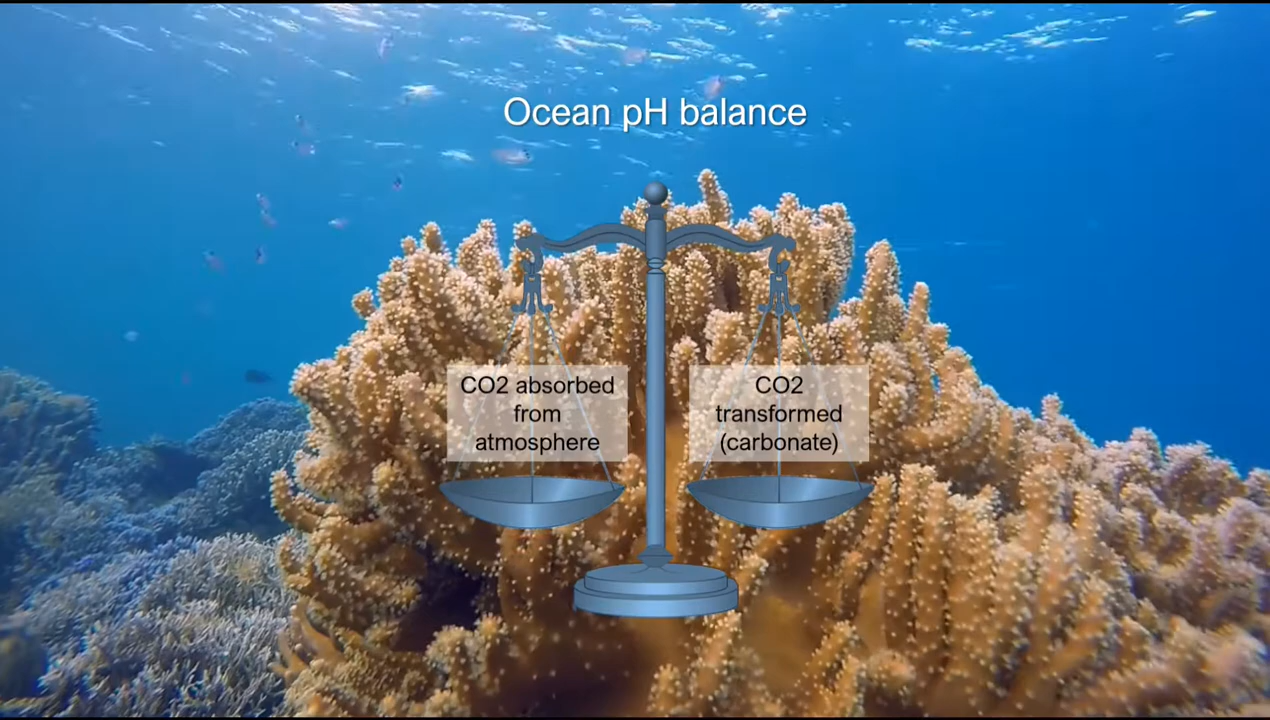 Ocean pH balance
CO2 absorbed
from
atmosphere
CO2
transformed
(carbonate)